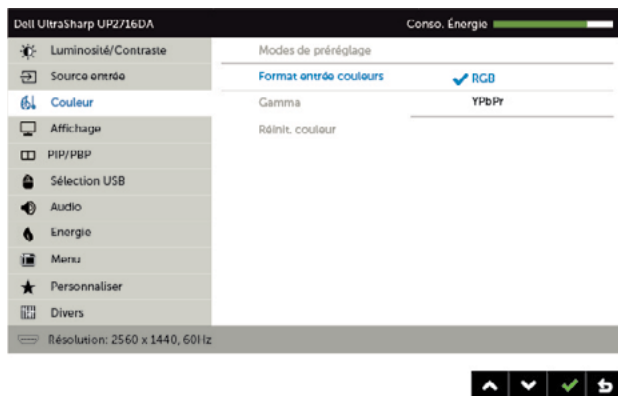 Dell UltraSharp UP2716DA
Conso. Énergie
Luminosité/Contraste
Modes de préréglage
Source entrée
Format entrée couleurs
RGB
Couleur
Gamma
YPbPr
Affichage
Réinit. couleur
PIP/PBP
Sélection USB
Audio
Energie
Menu
Personnaliser
Divers
Résolution: 2560 x 1440, 60Hz